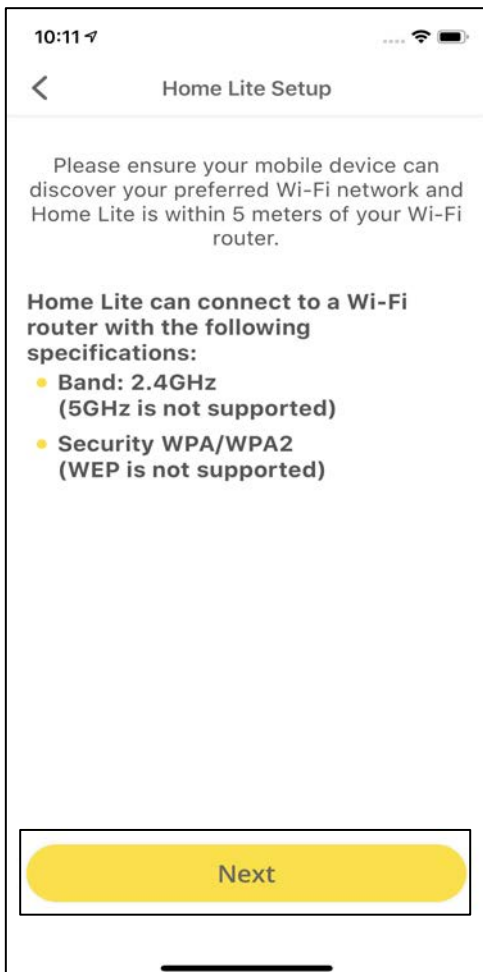 10:11
Home Lite Setup
Please ensure your mobile device can
discover your preferred Wi-Fi network and
Home Lite is within 5 meters of your Wi-Fi
router.
Home Lite can connect to a Wi-Fi
router with the following
specifications:
Band: 2.4GHz
(5GHz is not supported)
Security WPA/WPA2
(WEP is not supported)
Next